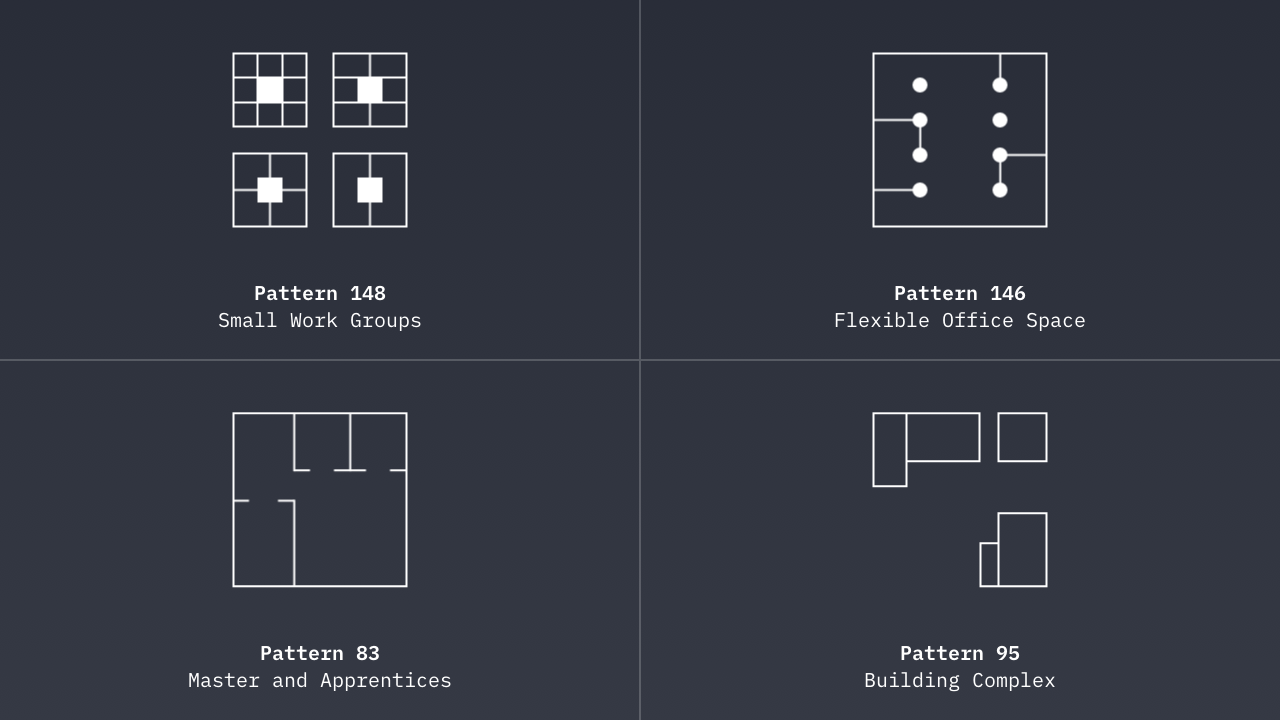 Pattern 148
Small Work Groups
Pattern 146
Flexible Office Space
Pattern 83
Master and Apprentices
Pattern 95
Building Complex